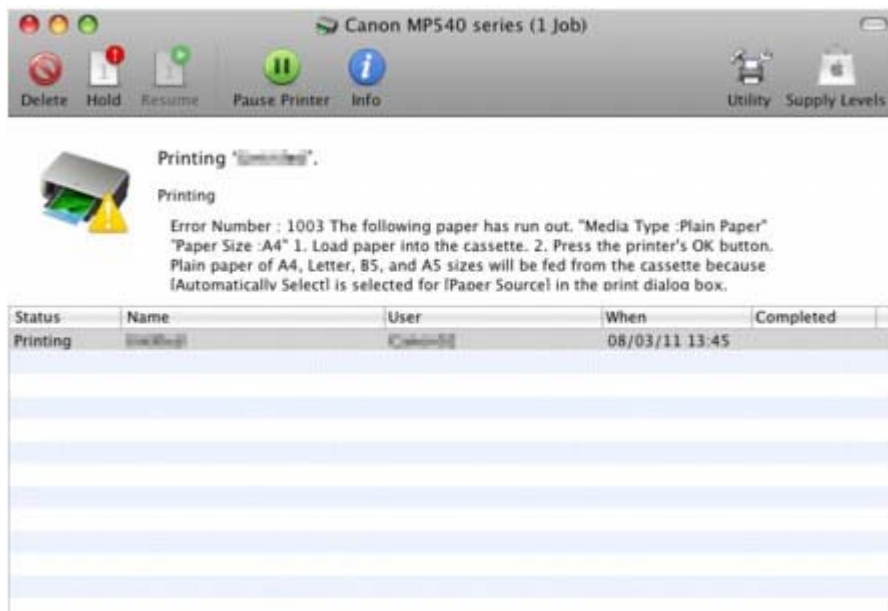 Canon MP540 series (1 Job)
Delete Hold Resume Pause Printer Info Utility Supply Levels
Printing "
Printing
Error Number : 1003 The following paper has run out. "Media Type :Plain Paper"
"Paper Size :A4" 1. Load paper into the cassette. 2. Press the printer's OK button.
Plain paper of A4, Letter, B5, and A5 sizes will be fed from the cassette because
[Automatically Select] is selected for [Paper Source] in the print dialog box.
Status Name User When Completed
Printing 08/03/11 13:45